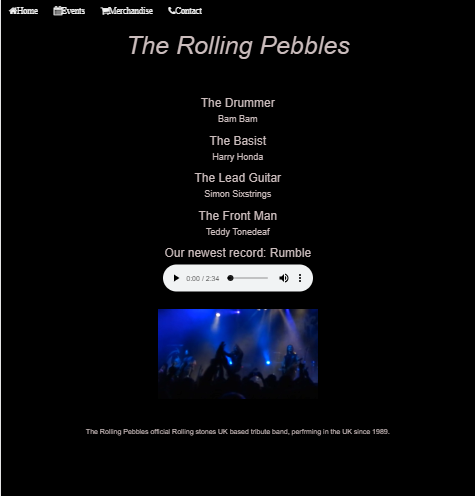 Home Events Merchandise Contact
The Rolling Pebbles
The Drummer
Bam Bam
The Basist
Harry Honda
The Lead Guitar
Simon Sixstrings
The Front Man
Teddy Tonedeaf
Our newest record: Rumble
0:00 / 2:34
The Rolling Pebbles official Rolling stones UK based tribute band, perfrming in the UK since 1989.